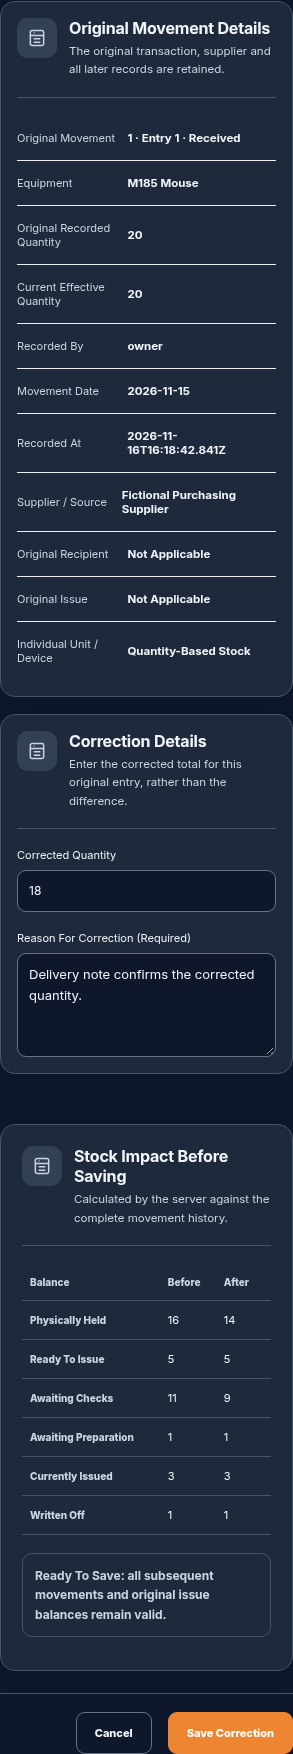 Original Movement Details
The original transaction, supplier and
all later records are retained.
Original Movement 1 · Entry 1 · Received
Equipment M185 Mouse
Original Recorded
Quantity
20
Current Effective
Quantity
20
Recorded By owner
Movement Date 2026-11-15
Recorded At
2026-11-
16T16:18:42.841Z
Supplier / Source
Fictional Purchasing
Supplier
Original Recipient Not Applicable
Original Issue Not Applicable
Individual Unit /
Device
Quantity-Based Stock
Correction Details
Enter the corrected total for this
original entry, rather than the
difference.
Corrected Quantity
18
Reason For Correction (Required)
Delivery note confirms the corrected
quantity.
Stock Impact Before
Saving
Calculated by the server against the
complete movement history.
Balance Before After
Physically Held 16 14
Ready To Issue 5 5
Awaiting Checks 11 9
Awaiting Preparation 1 1
Currently Issued 3 3
Written Off 1 1
Ready To Save: all subsequent
movements and original issue
balances remain valid.
Cancel Save Correction